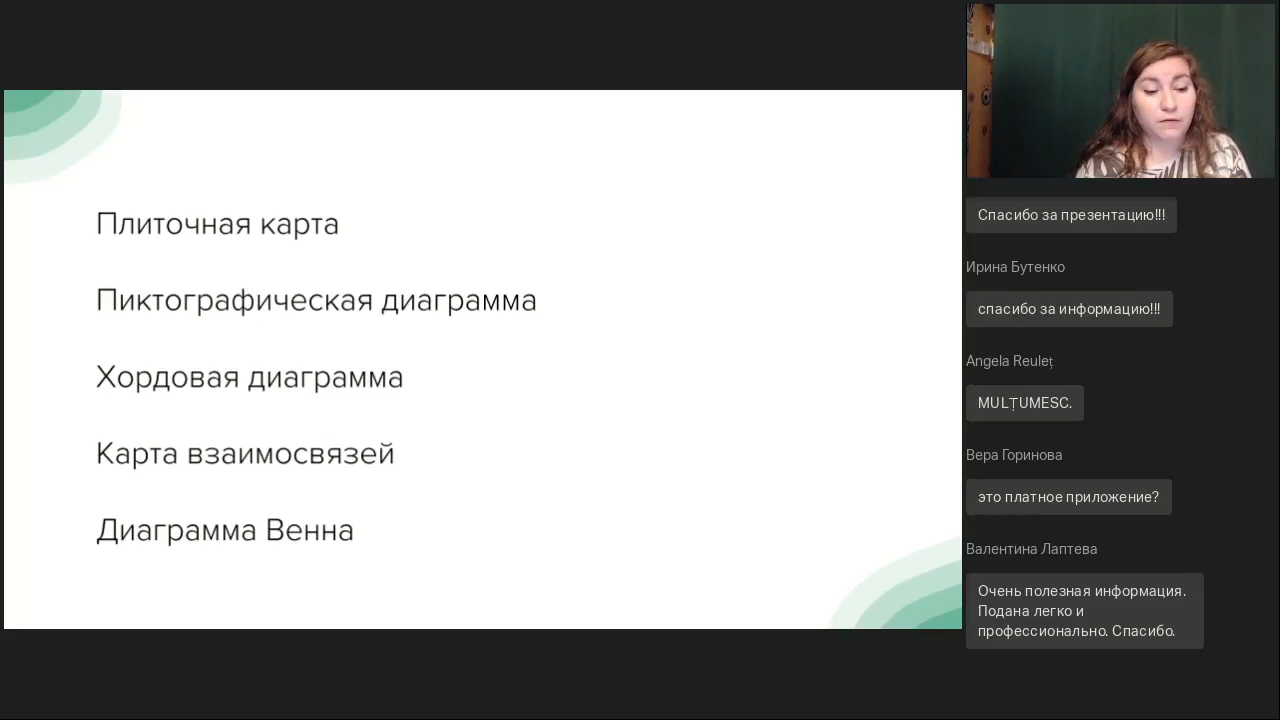 Плиточная карта
Пиктографическая диаграмма
Хордовая диаграмма
Карта взаимосвязей
Диаграмма Венна
Спасибо за презентацию!!!
Ирина Бутенко
спасибо за информацию!!!
Angela Reuleț
MULȚUMESC.
Вера Горинова
это платное приложение?
Валентина Лаптева
Очень полезная информация.
Подана легко и
профессионально. Спасибо.